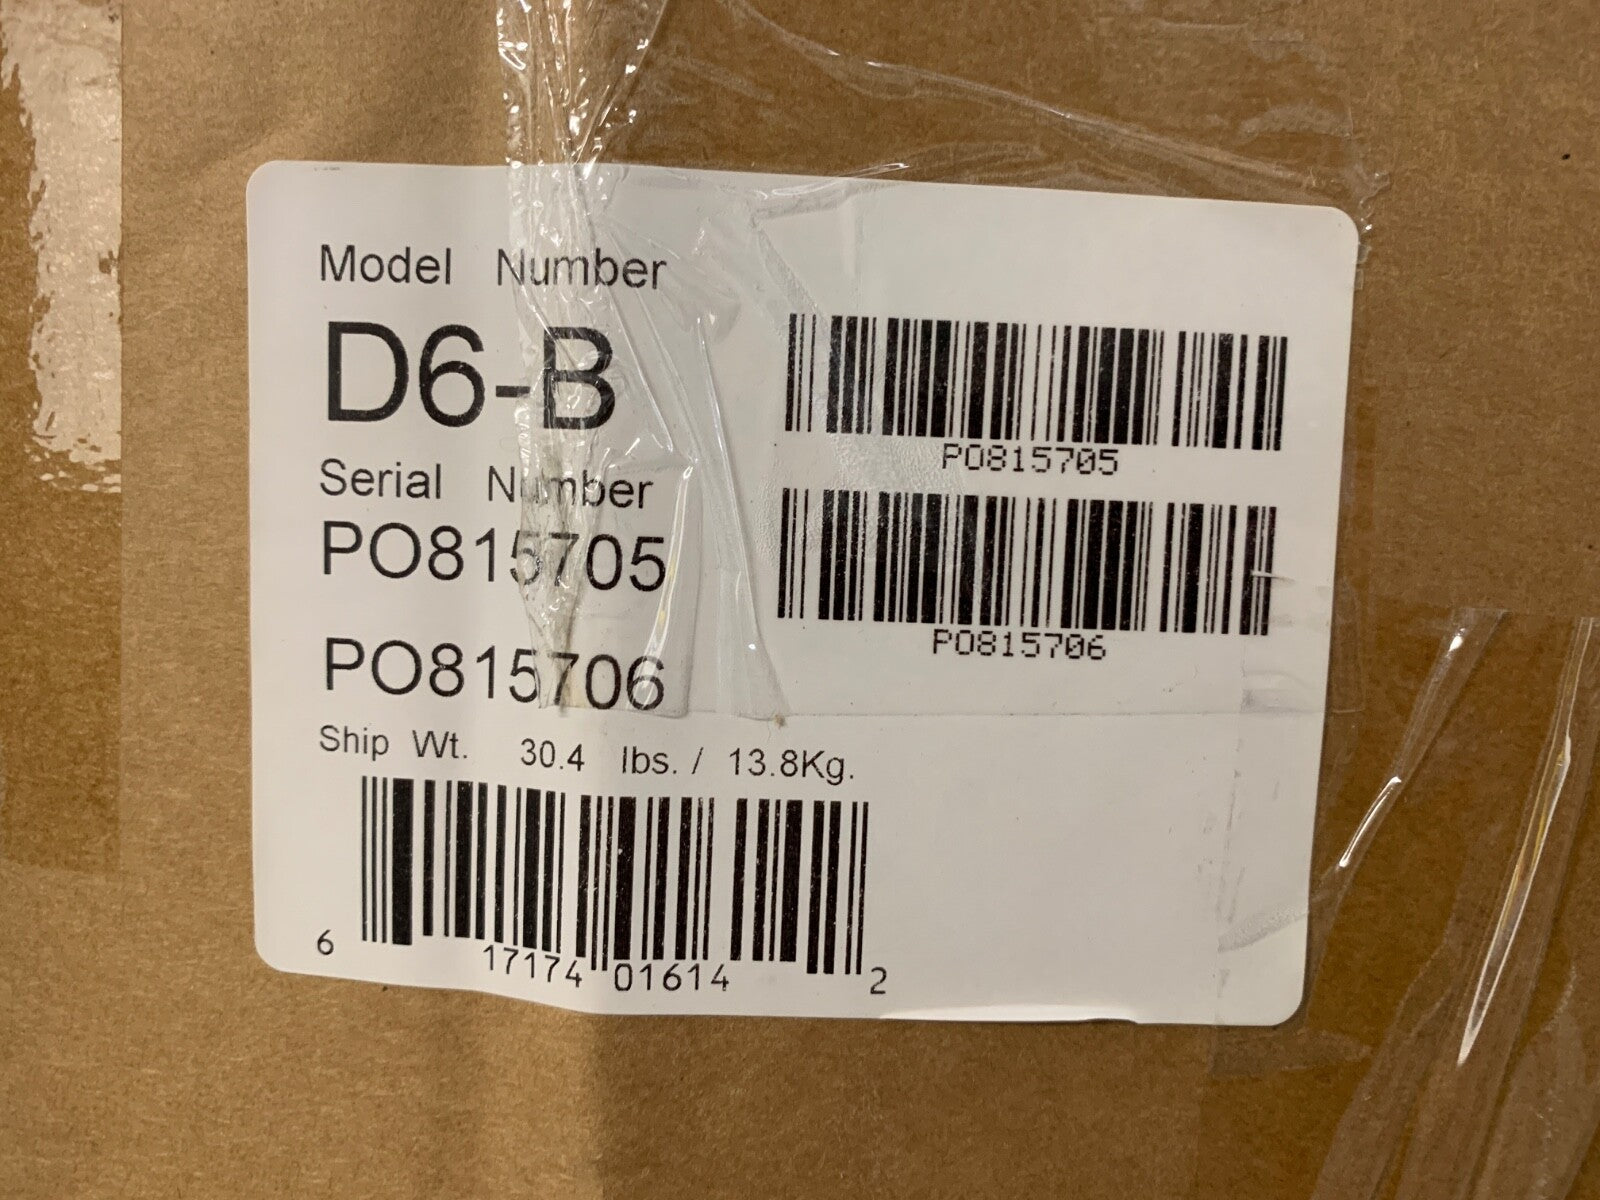 Model Number
D6-B
Serial Number
PO815705
PO815706
Ship Wt. 30.4 lbs. / 13.8Kg.
6 17174 01614 2
PO815705
PO815706